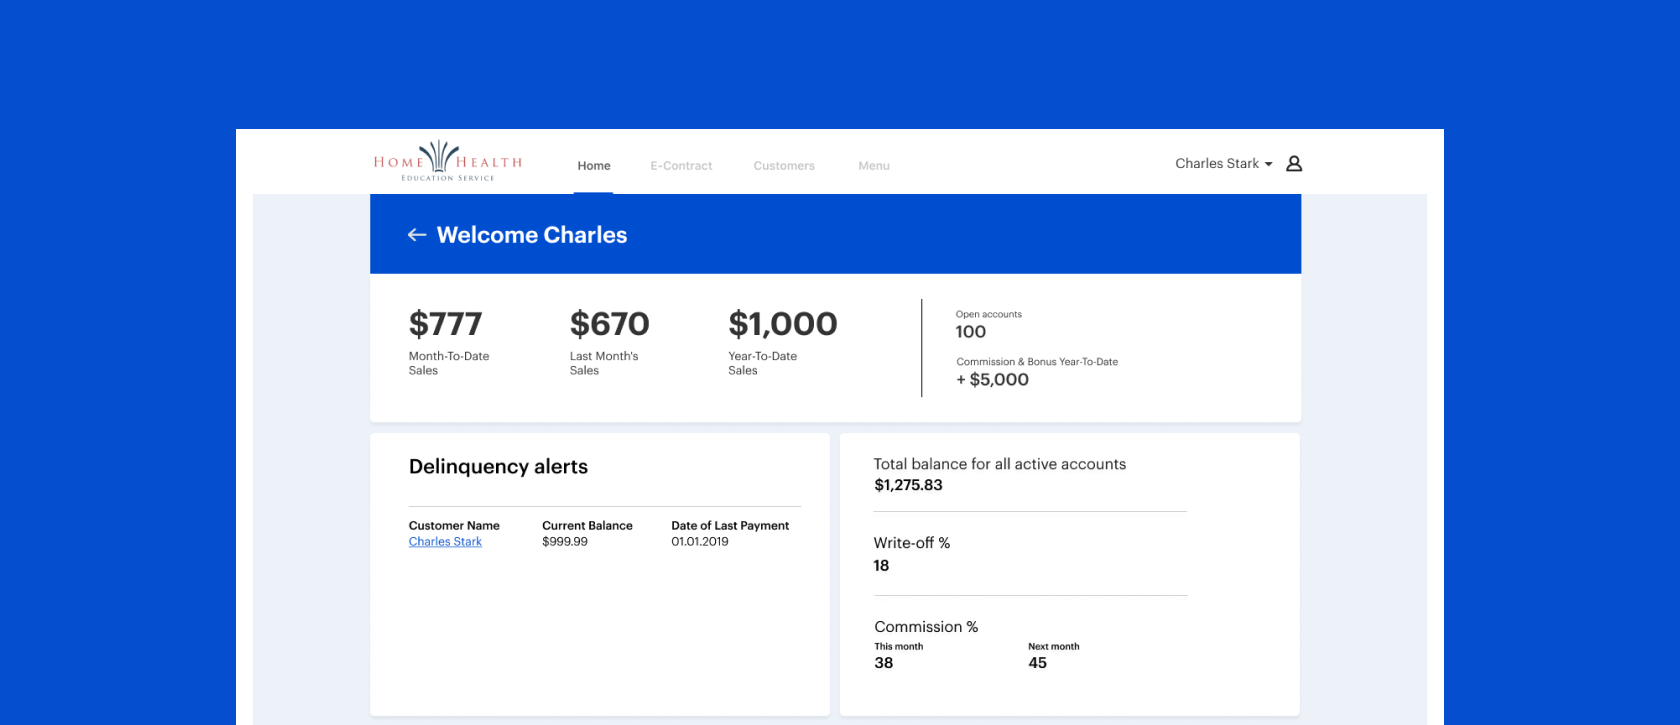 HOME HEALTH
EDUCATION SERVICE
Home
E-Contract
Customers
Menu
Charles Stark
Welcome Charles
$777
Month-To-Date
Sales
$670
Last Month's
Sales
$1,000
Year-To-Date
Sales
Open accounts
100
Commission & Bonus Year-To-Date
+ $5,000
Delinquency alerts
Customer Name
Current Balance
Date of Last Payment
Charles Stark
$999.99
01.01.2019
Total balance for all active accounts
$1,275.83
Write-off %
18
Commission %
This month
Next month
38
45